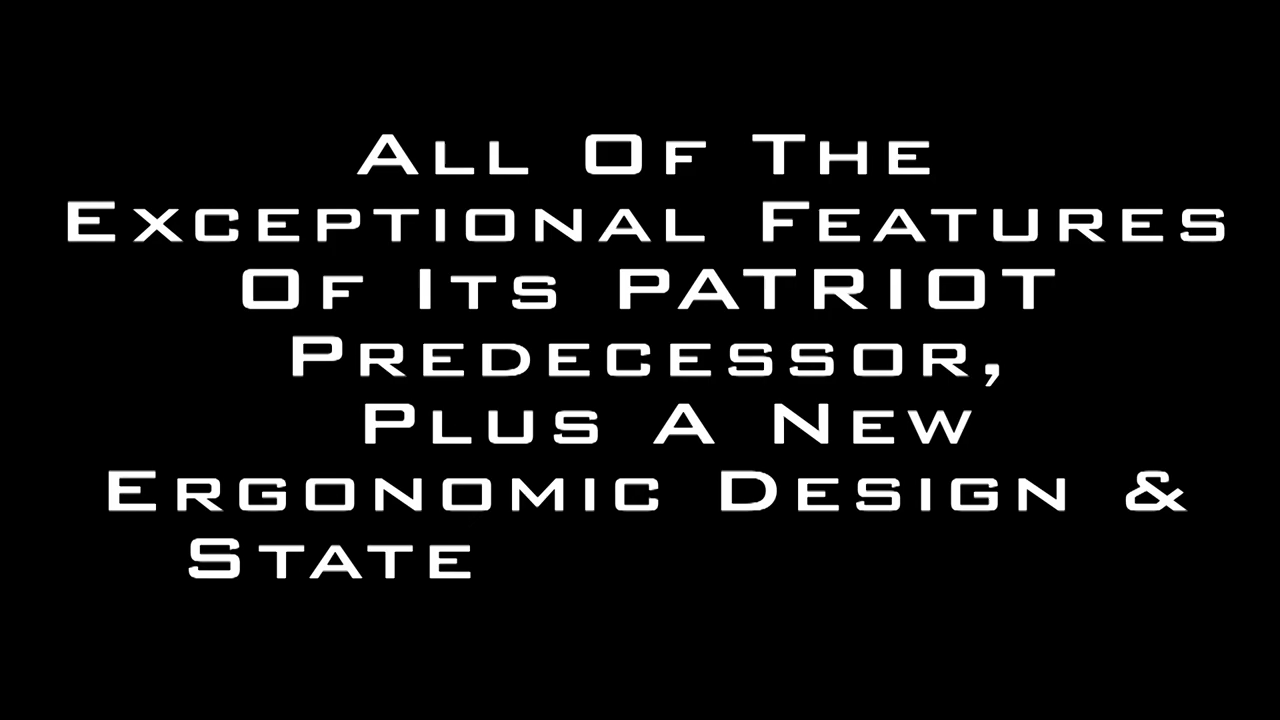 All Of The
Exceptional Features
Of Its PATRIOT
Predecessor,
Plus A New
Ergonomic Design &
State